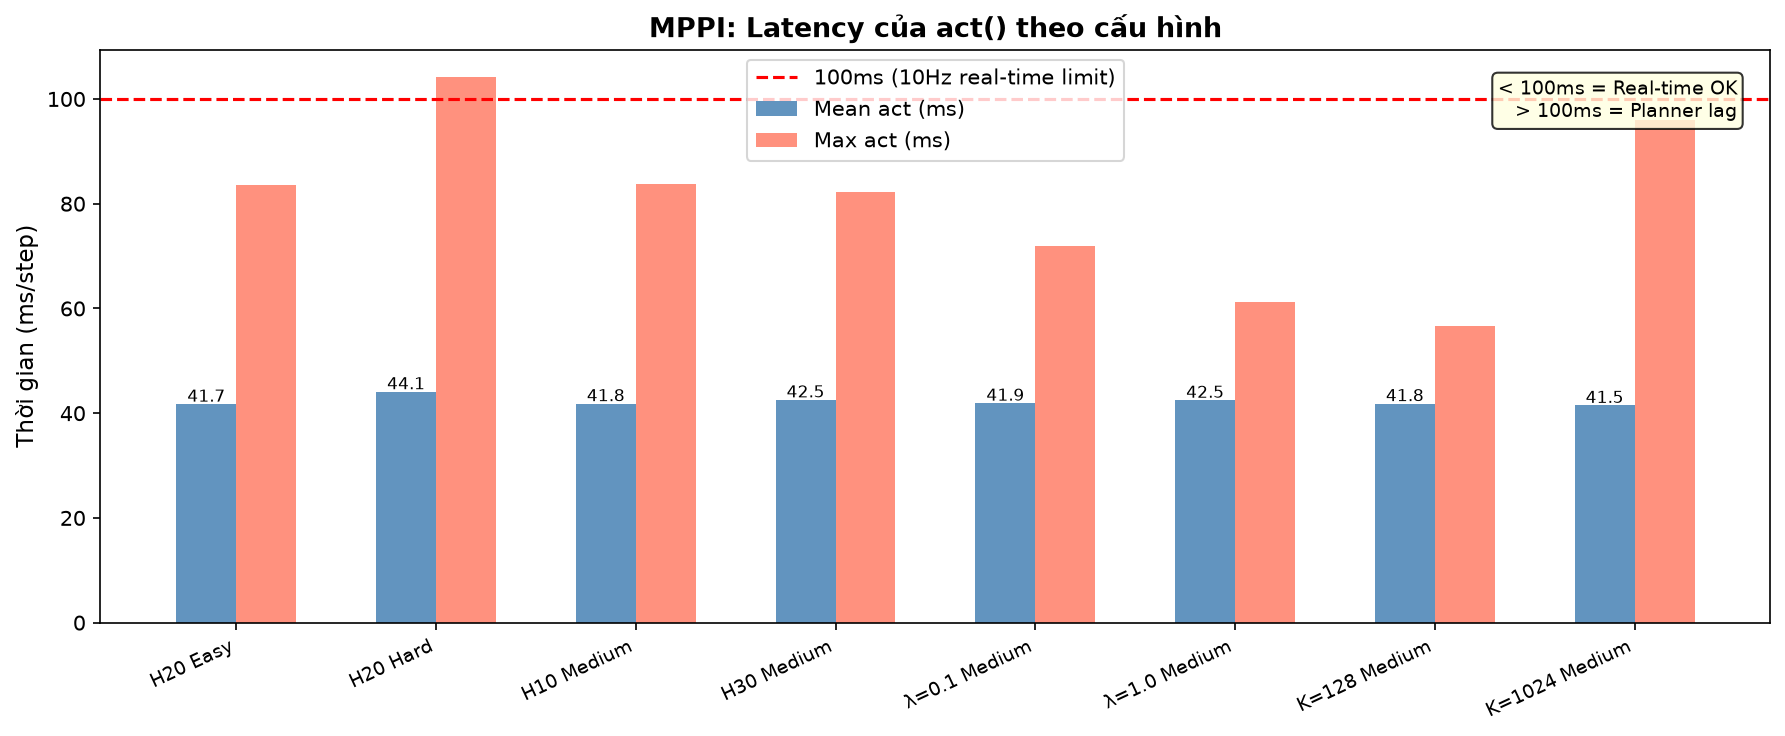 MPPI: Latency của act() theo cấu hình
Thời gian (ms/step)
100
80
60
40
20
0
100ms (10Hz real-time limit)
Mean act (ms)
Max act (ms)
< 100ms = Real-time OK
> 100ms = Planner lag
41.7
44.1
41.8
42.5
41.9
42.5
41.8
41.5
H20 Easy
H20 Hard
H10 Medium
H30 Medium
λ=0.1 Medium
λ=1.0 Medium
K=128 Medium
K=1024 Medium